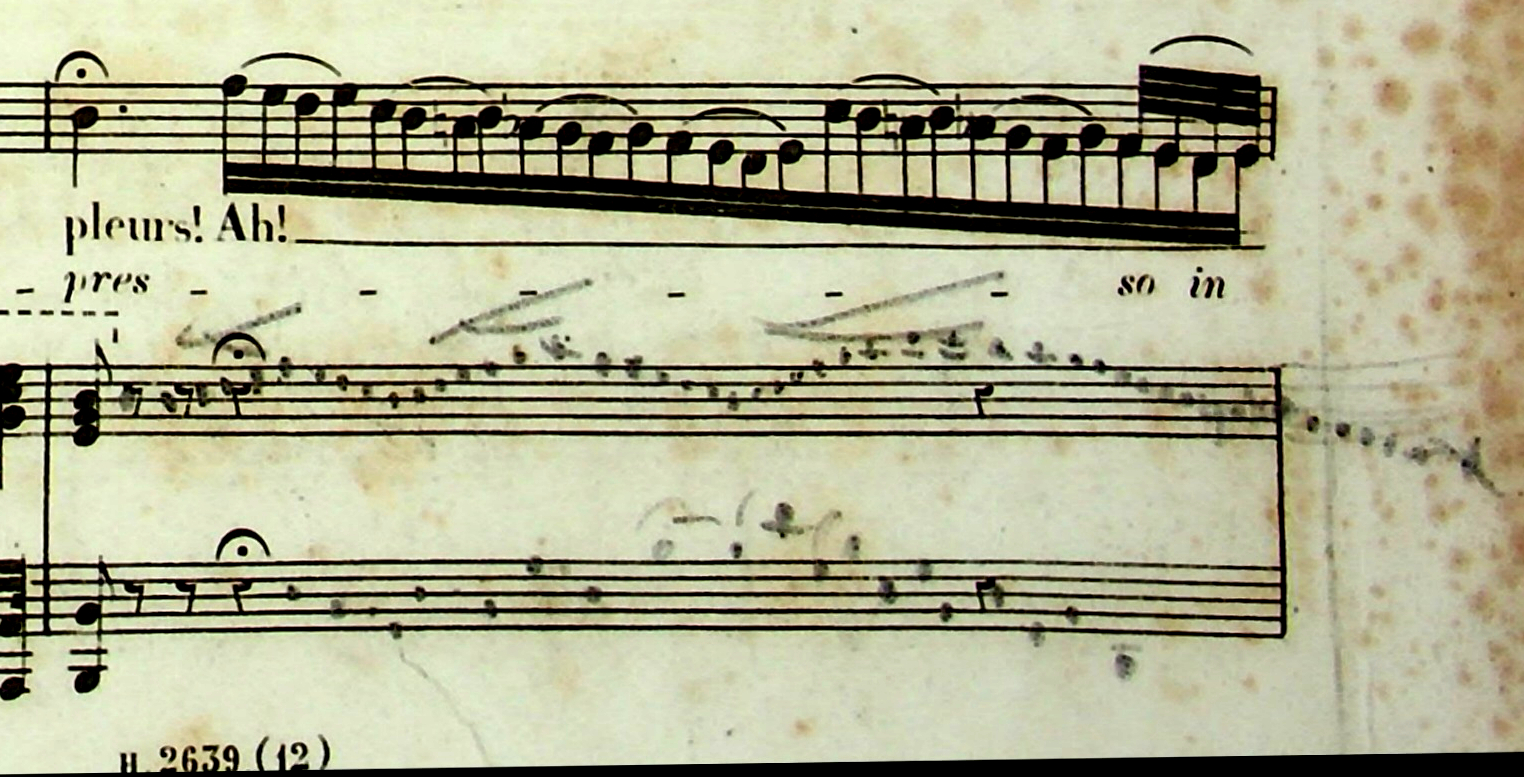 pleurs! Ah!
- pres - - - - - - so in
H. 2639 (12)